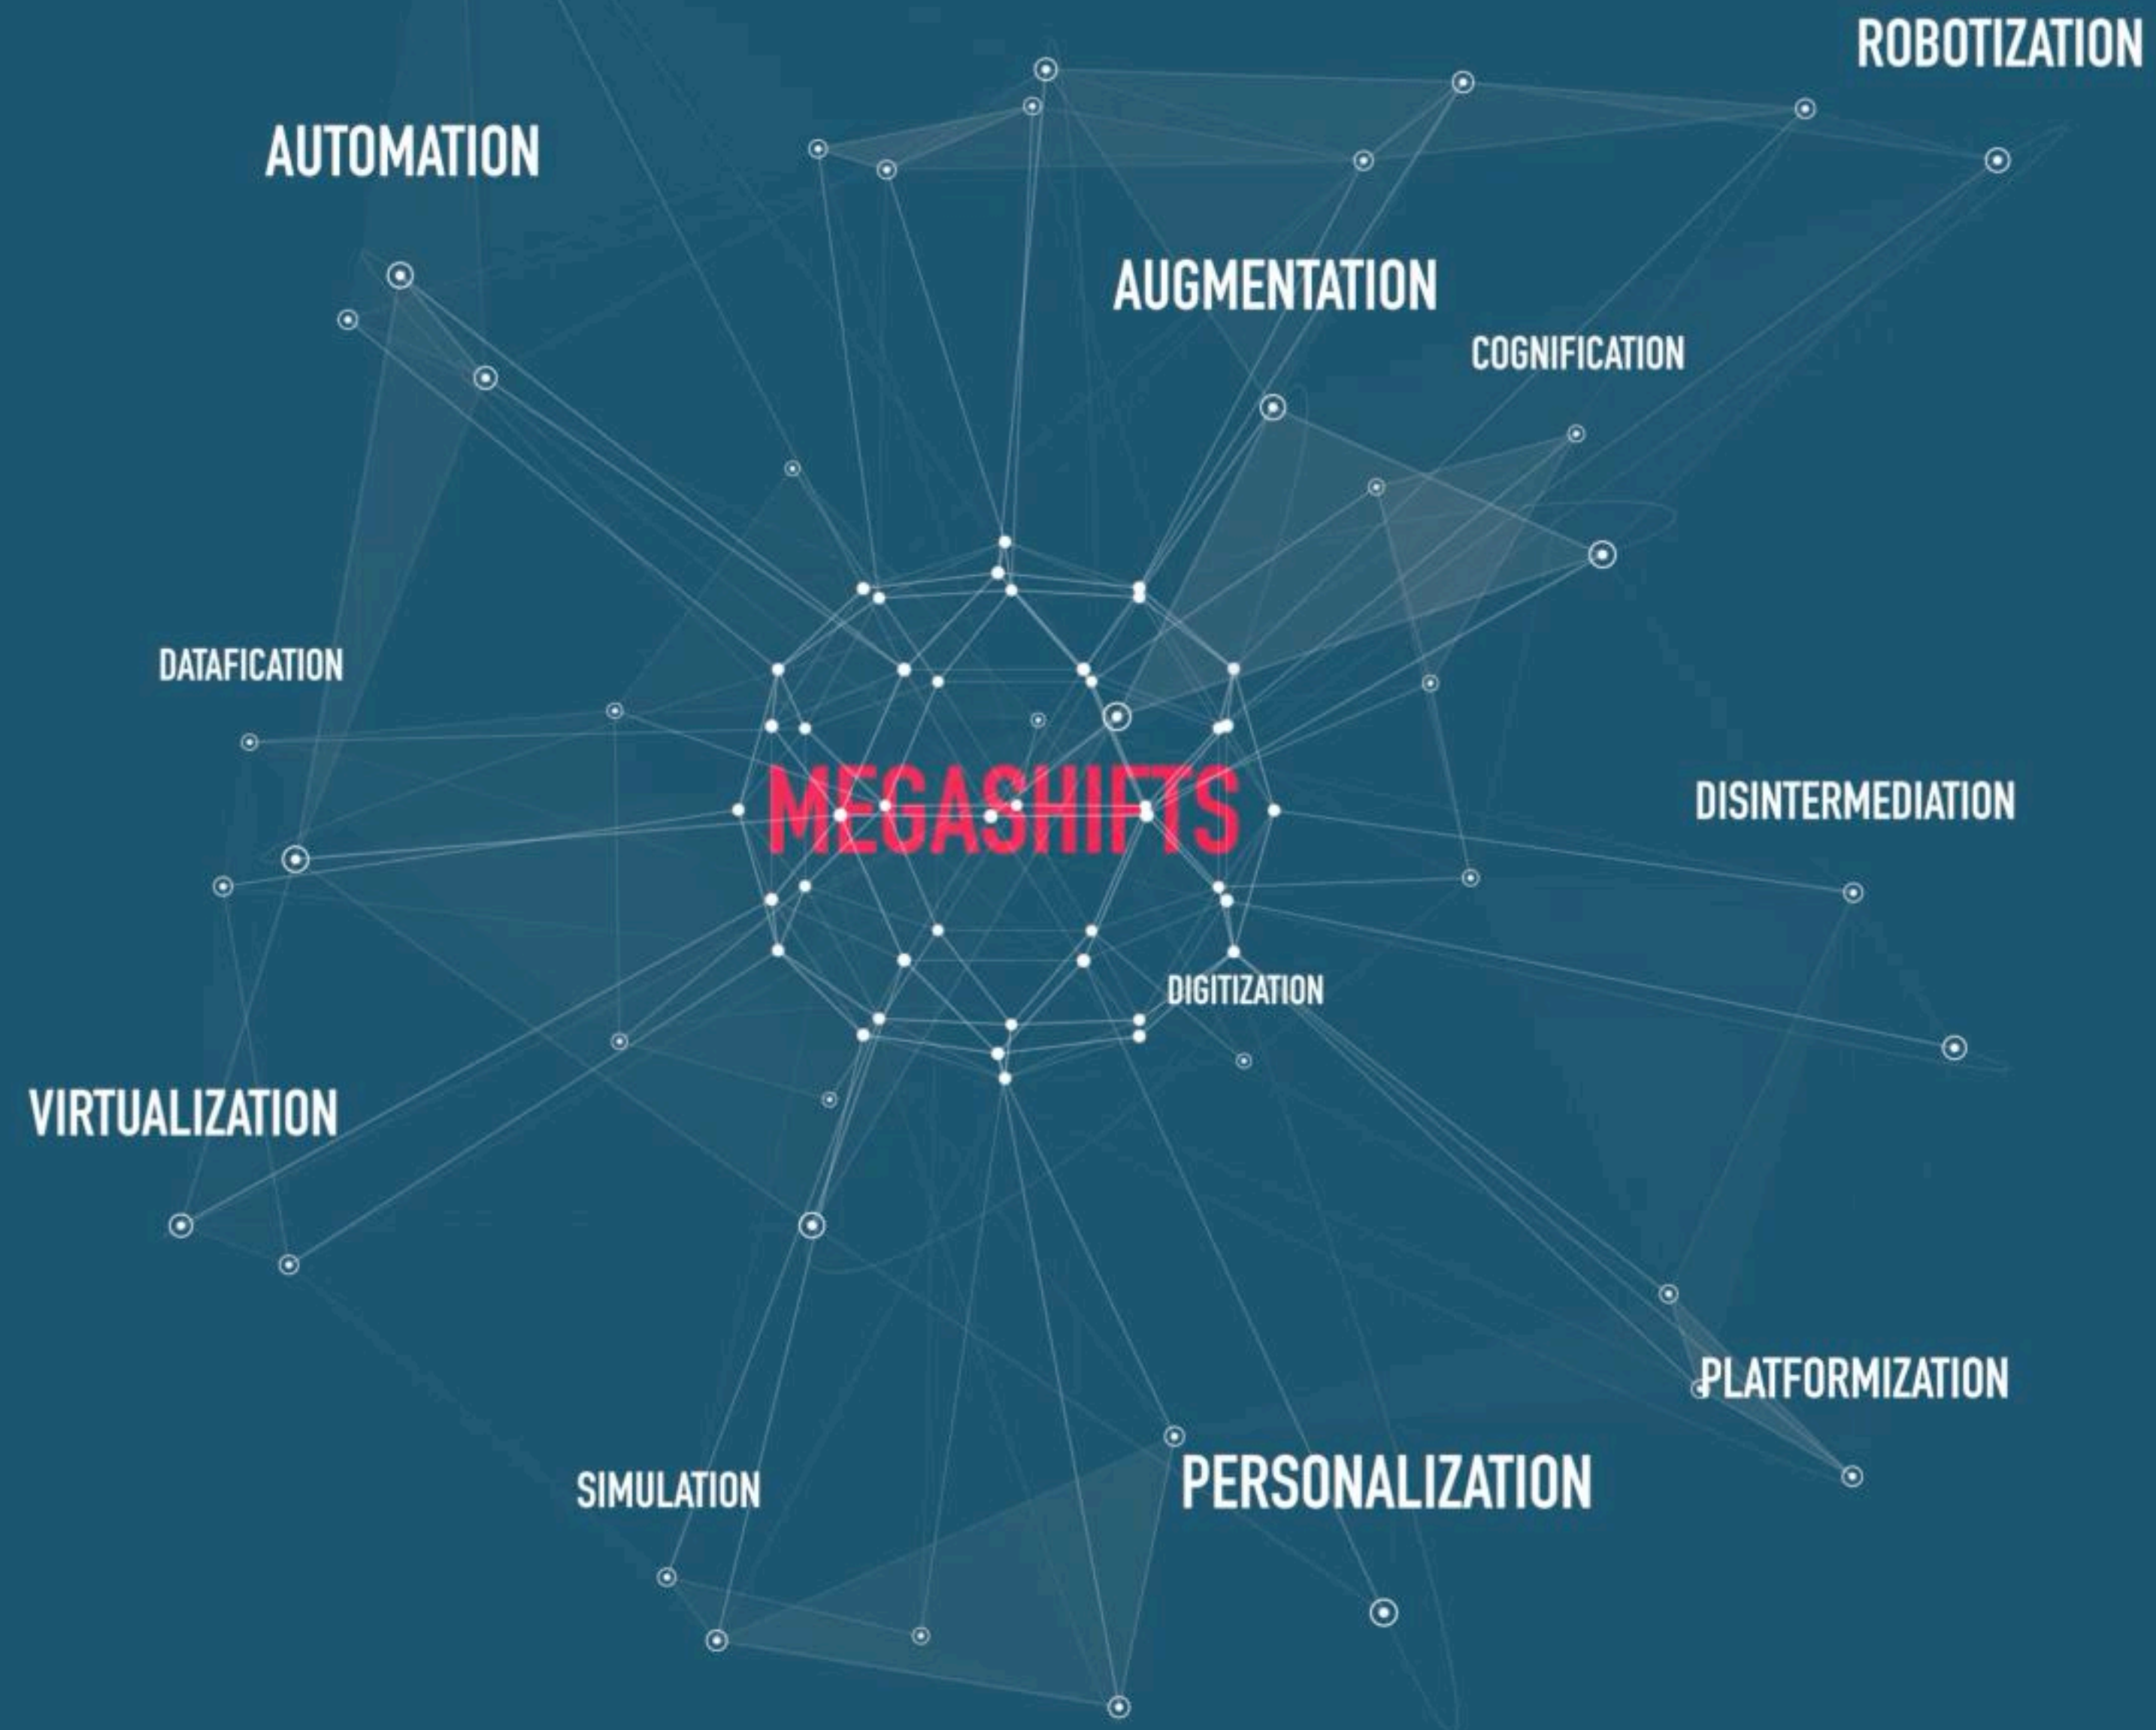 ROBOTIZATION
AUTOMATION
AUGMENTATION
COGNIFICATION
DATAFICATION
MEGASHIFTS
DISINTERMEDIATION
DIGITIZATION
VIRTUALIZATION
PLATFORMIZATION
PERSONALIZATION
SIMULATION